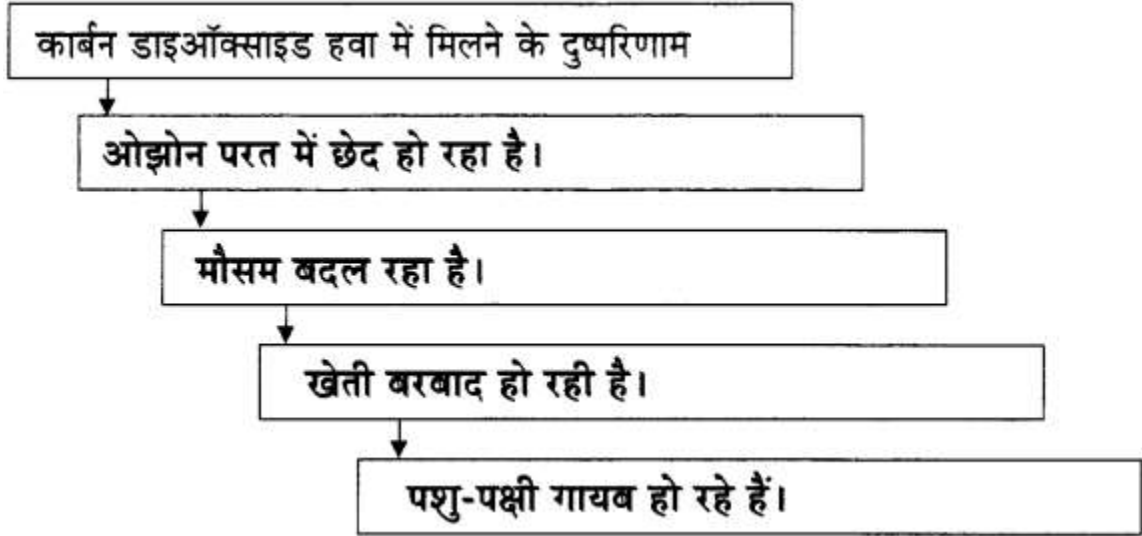 कार्बन डाइऑक्साइड हवा में मिलने के दुष्परिणाम
ओझोन परत में छेद हो रहा है।
मौसम बदल रहा है।
खेती बरबाद हो रही है।
पशु-पक्षी गायब हो रहे हैं।